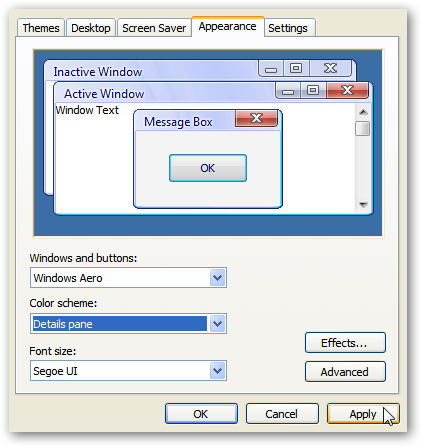 Themes Desktop Screen Saver Appearance Settings
Inactive Window
Active Window
Window Text
Message Box
OK
Windows and buttons:
Windows Aero
Color scheme:
Details pane
Effects...
Font size:
Segoe UI
Advanced
OK Cancel Apply